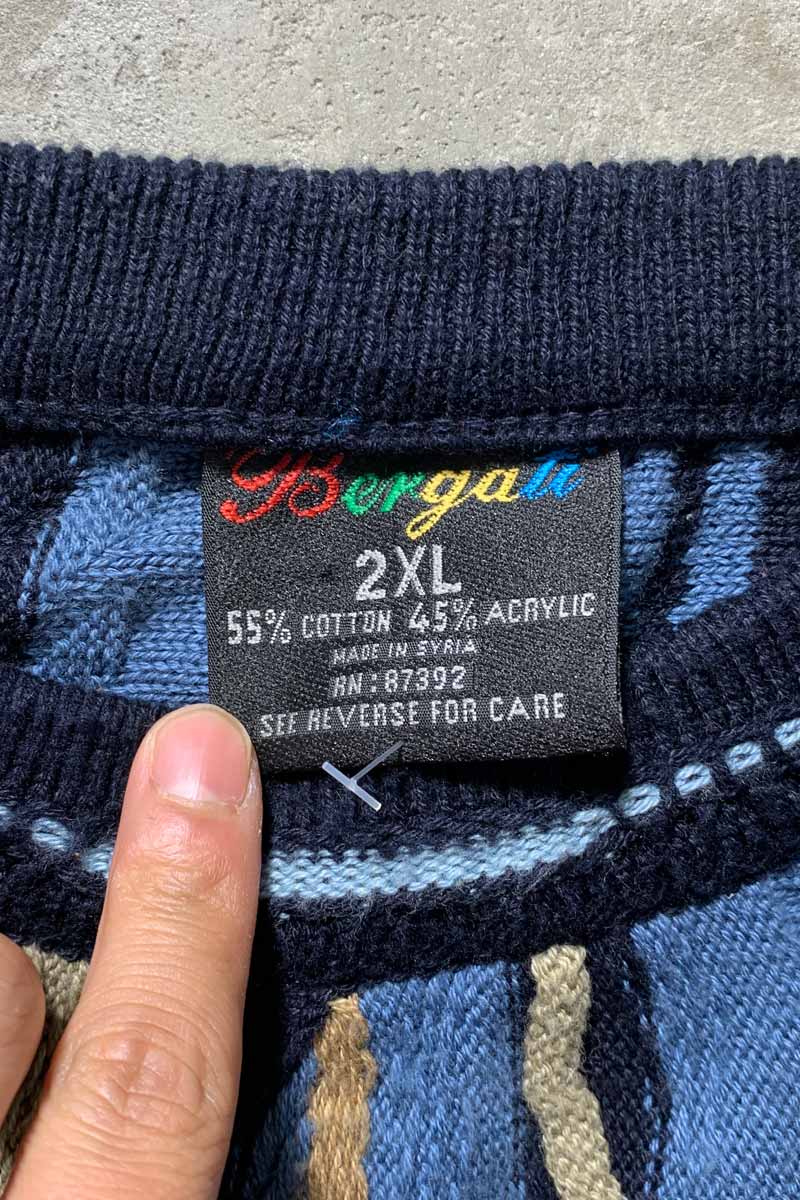 Bergati
2XL
55% COTTON 45% ACRYLIC
MADE IN SYRIA
RN:87392
SEE REVERSE FOR CARE